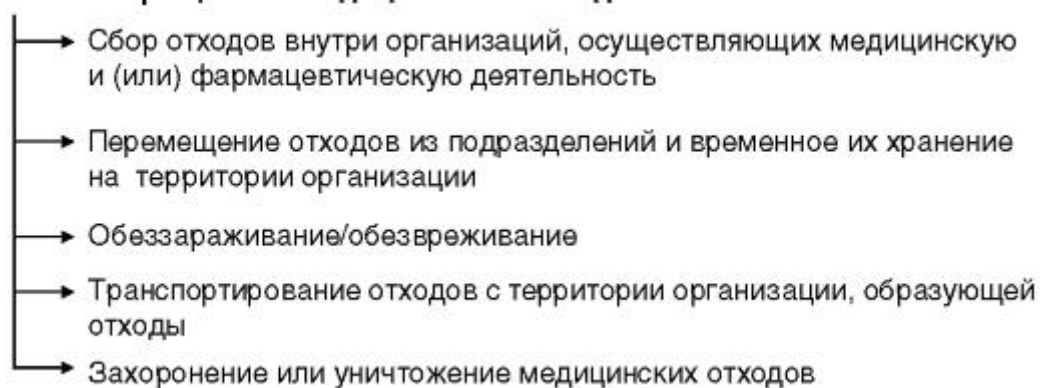 Сбор отходов внутри организаций, осуществляющих медицинскую
и (или) фармацевтическую деятельность
Перемещение отходов из подразделений и временное их хранение
на территории организации
Обеззараживание/обезвреживание
Транспортирование отходов с территории организации, образующей
отходы
Захоронение или уничтожение медицинских отходов